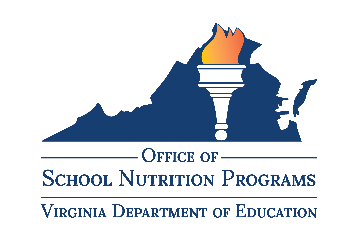 Office of
School Nutrition Programs
Virginia Department of Education